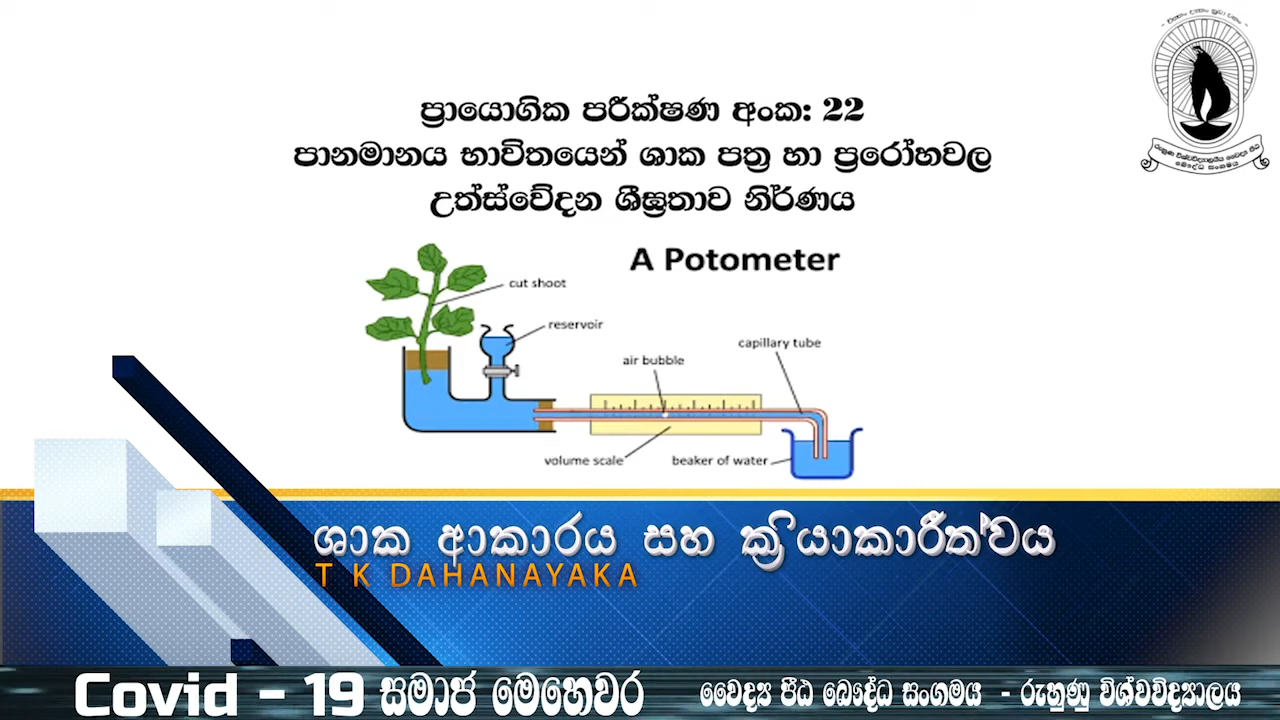 ප්‍රායෝගික පරීක්ෂණ අංක: 22
පානමානය භාවිතයෙන් ශාක පත්‍ර හා ප්‍රරෝහවල
උත්ස්වේදන ශීඝ්‍රතාව නිර්ණය
A Potometer
cut shoot
reservoir
air bubble
capillary tube
volume scale
beaker of water
ශාක ආකාරය සහ ක්‍රියාකාරීත්වය
T K DAHANAYAKA
Covid - 19 සමාජ මෙහෙවර
වෛද්‍ය පීඨ බෞද්ධ සංගමය - රුහුණු විශ්වවිද්‍යාලය